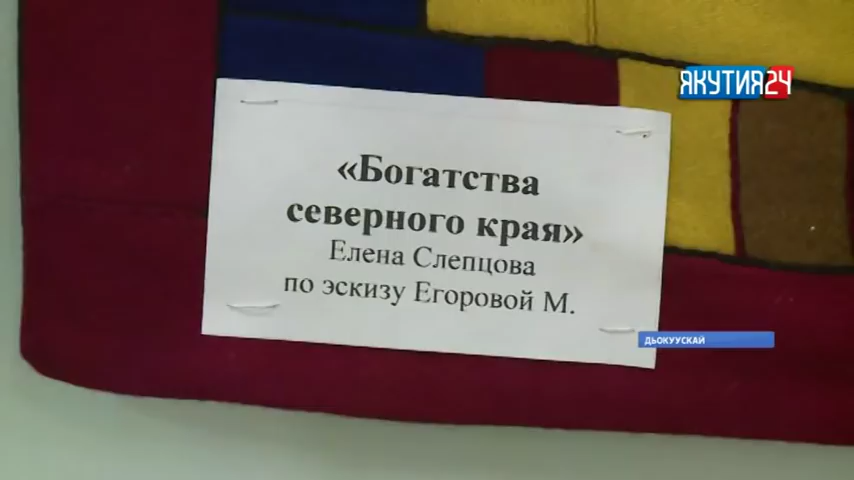 ЯКУТИЯ24
«Богатства
северного края»
Елена Слепцова
по эскизу Егоровой М.
ДЬОКУУСКАЙ